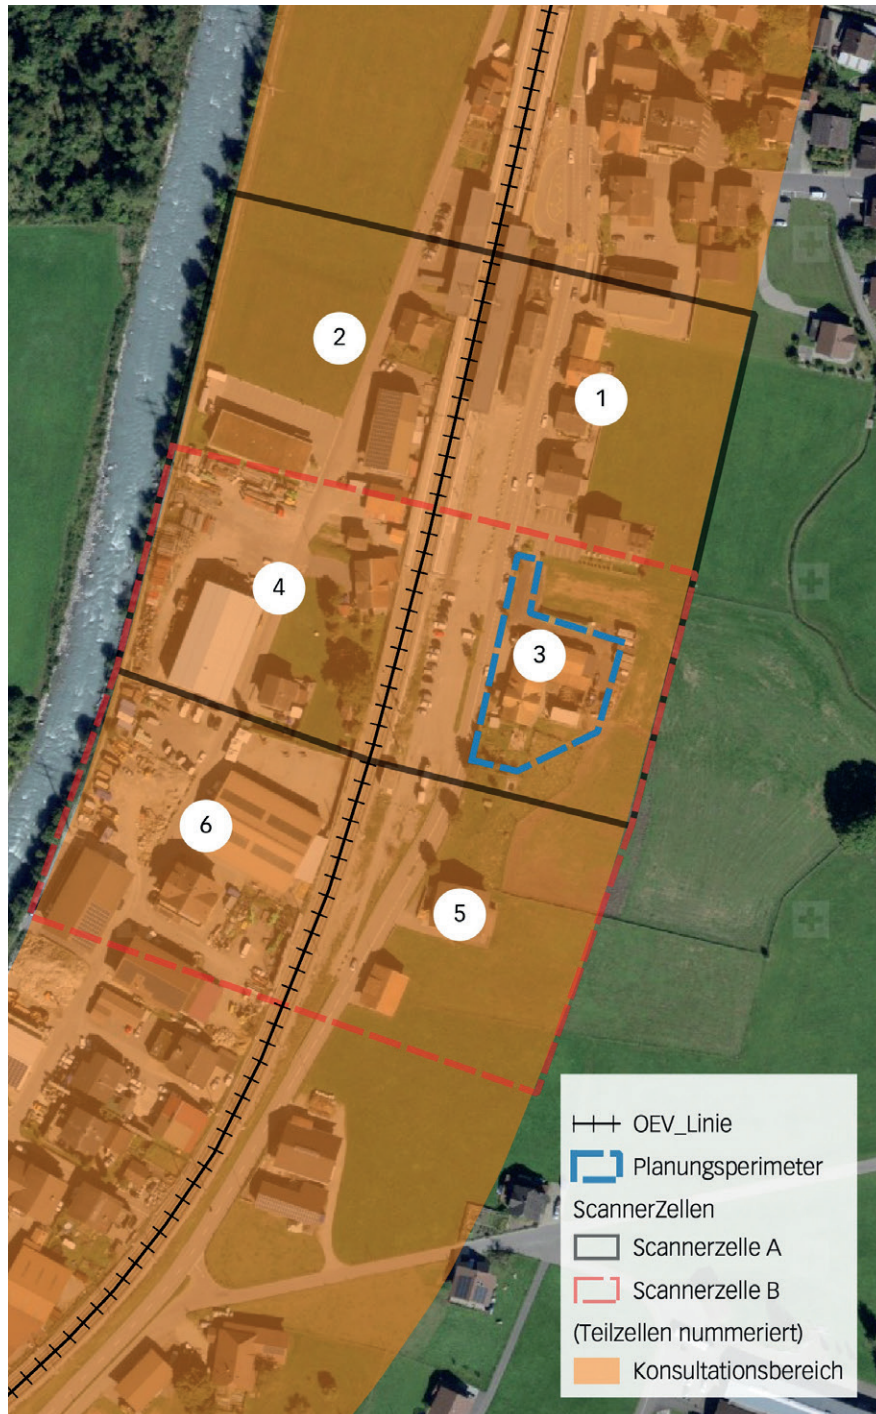 2
1
4
3
6
5
OEV_Linie
Planungsperimeter
ScannerZellen
Scannerzelle A
Scannerzelle B
(Teilzellen nummeriert)
Konsultationsbereich